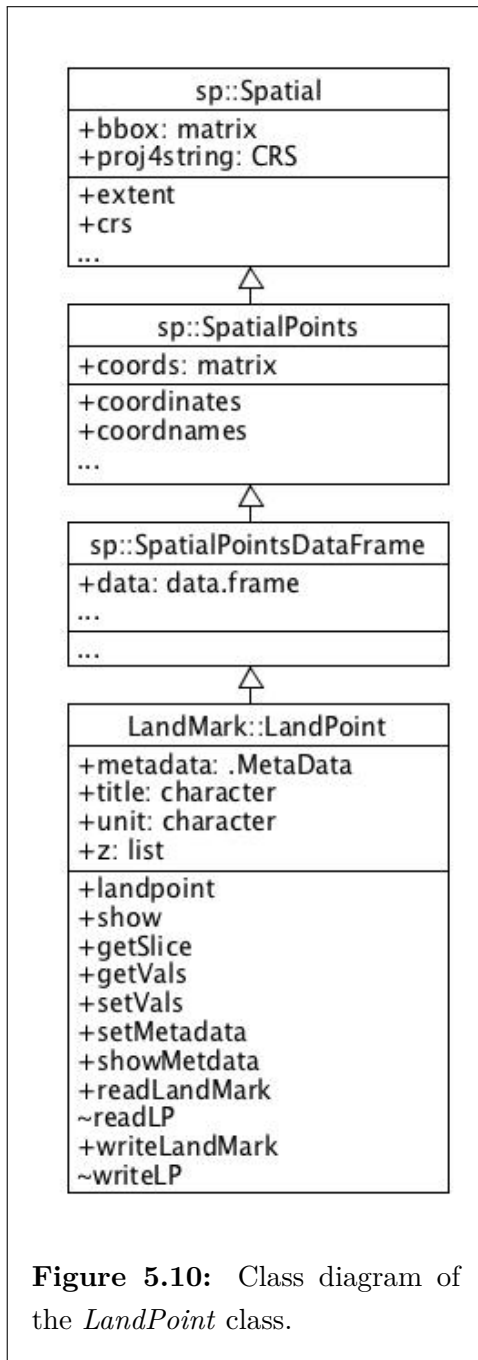 sp::Spatial
+bbox: matrix
+proj4string: CRS
+extent
+crs
...
sp::SpatialPoints
+coords: matrix
+coordinates
+coordnames
...
sp::SpatialPointsDataFrame
+data: data.frame
...
...
LandMark::LandPoint
+metadata: .MetaData
+title: character
+unit: character
+z: list
+landpoint
+show
+getSlice
+getVals
+setVals
+setMetadata
+showMetdata
+readLandMark
~readLP
+writeLandMark
~writeLP
Figure 5.10: Class diagram of
the LandPoint class.